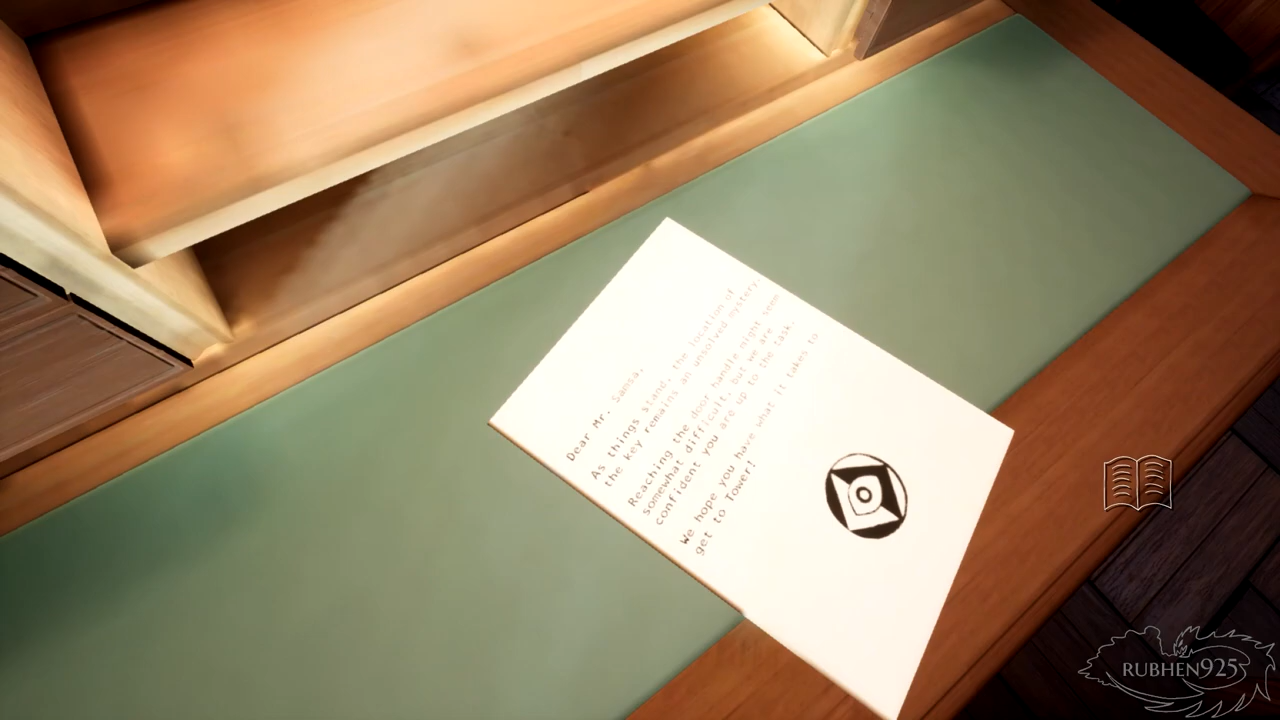 Dear Mr. Samsa,
As things stand, the location of
the key remains an unsolved mystery.
Reaching the door handle might seem
somewhat difficult, but we are
confident you are up to the task.
We hope you have what it takes to
get to Tower!
RUBHEN925